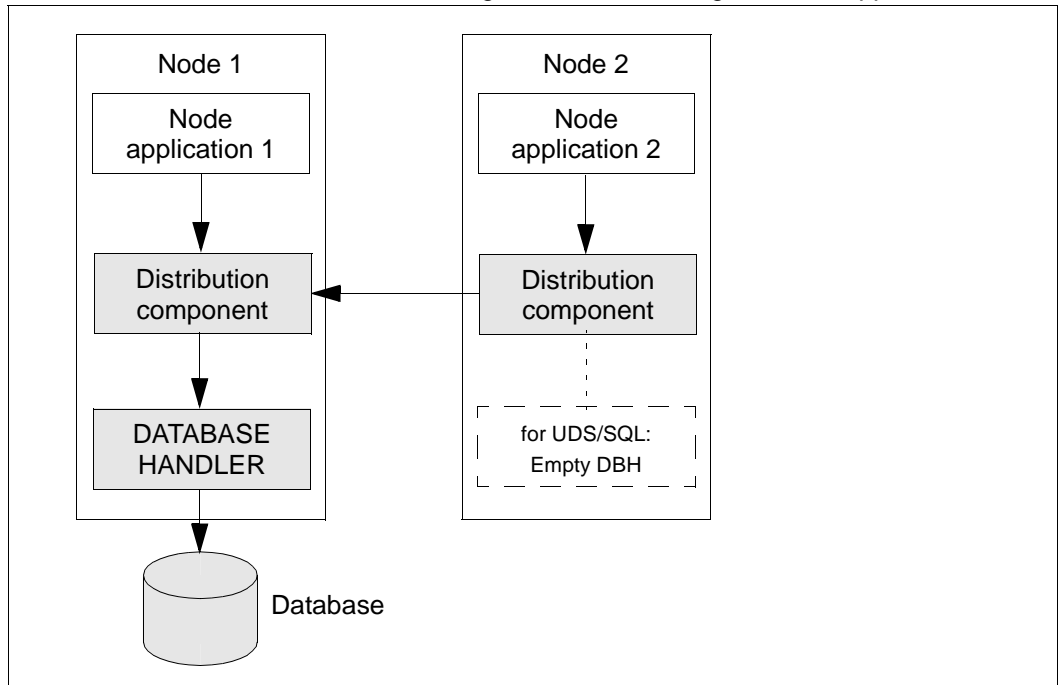 Node 1
Node
application 1
Distribution
component
DATABASE
HANDLER
Database
Node 2
Node
application 2
Distribution
component
for UDS/SQL:
Empty DBH